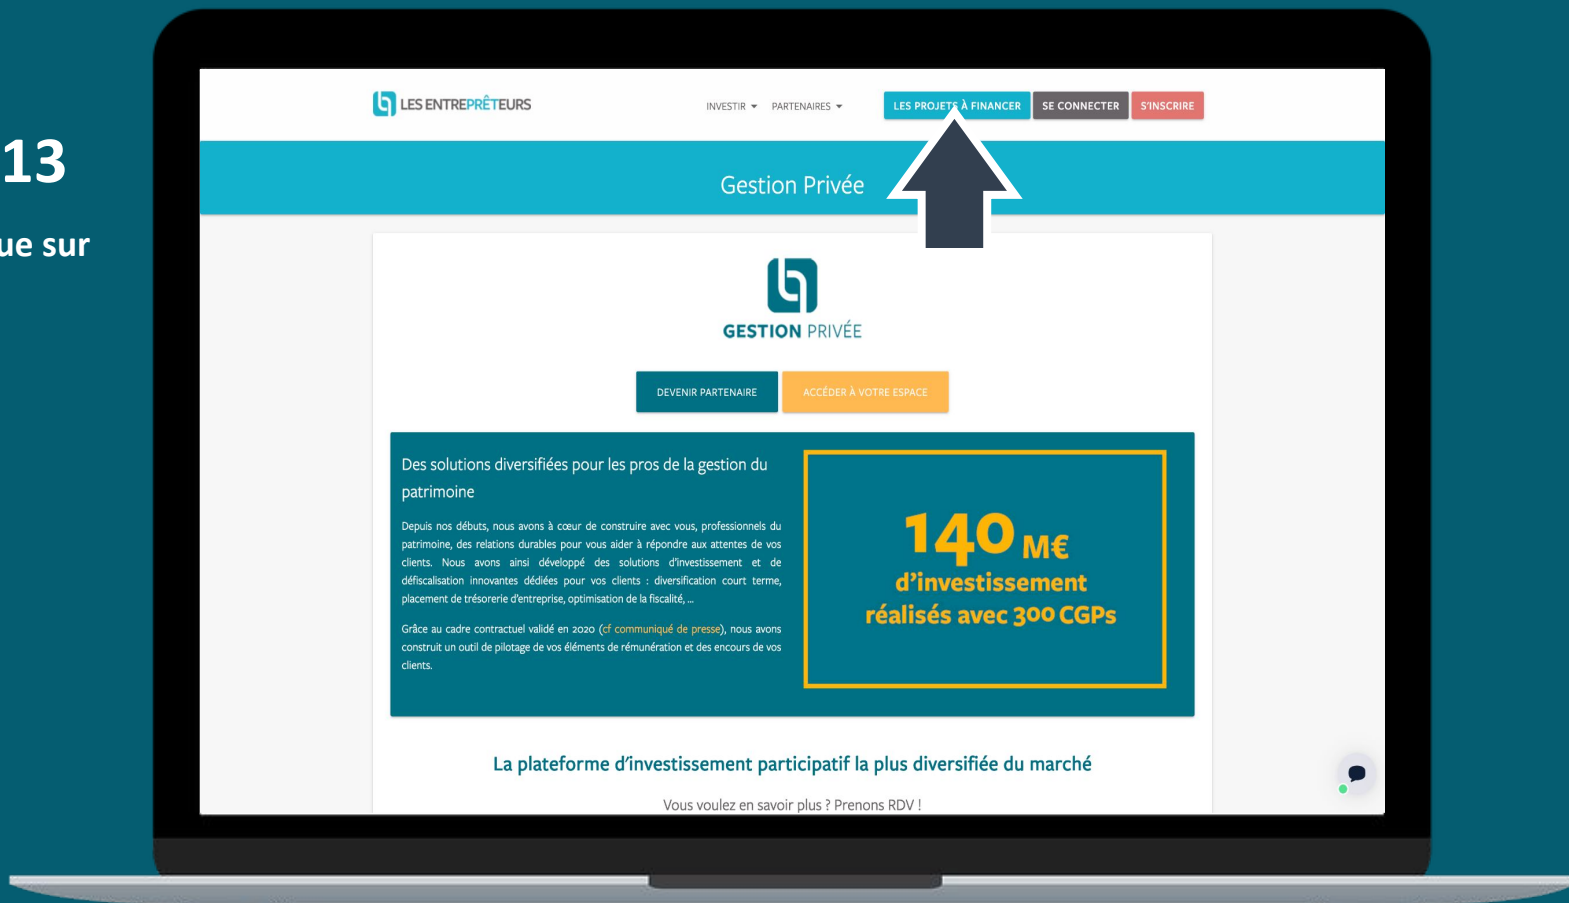 13
ue sur
LES ENTREPRÊTEURS
INVESTIR PARTENAIRES LES PROJETS À FINANCER SE CONNECTER S'INSCRIRE
Gestion Privée
GESTION PRIVÉE
DEVENIR PARTENAIRE ACCÉDER À VOTRE ESPACE
Des solutions diversifiées pour les pros de la gestion du
patrimoine
Depuis nos débuts, nous avons à cœur de construire avec vous, professionnels du
patrimoine, des relations durables pour vous aider à répondre aux attentes de vos
clients. Nous avons ainsi développé des solutions d'investissement et de
défiscalisation innovantes dédiées pour vos clients : diversification court terme,
placement de trésorerie d'entreprise, optimisation de la fiscalité, ...
Grâce au cadre contractuel validé en 2020 (cf communiqué de presse), nous avons
construit un outil de pilotage de vos éléments de rémunération et des encours de vos
clients.
140 M€
d'investissement
réalisés avec 300 CGPs
La plateforme d'investissement participatif la plus diversifiée du marché
Vous voulez en savoir plus ? Prenons RDV !